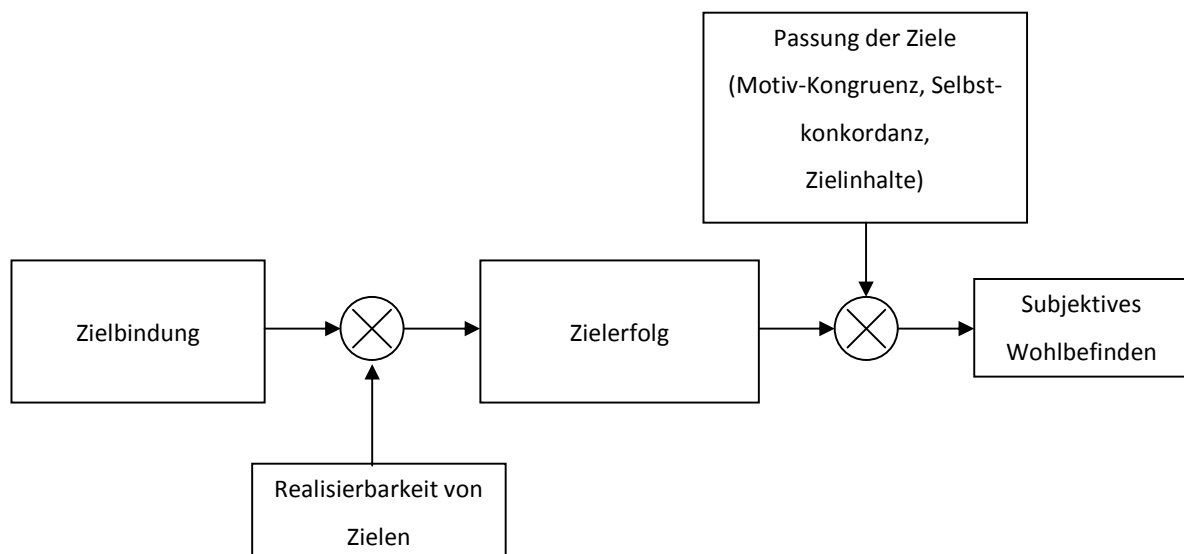 Passung der Ziele
(Motiv-Kongruenz, Selbst-
konkordanz,
Zielinhalte)
Zielbindung
Zielerfolg
Subjektives
Wohlbefinden
Realisierbarkeit von
Zielen